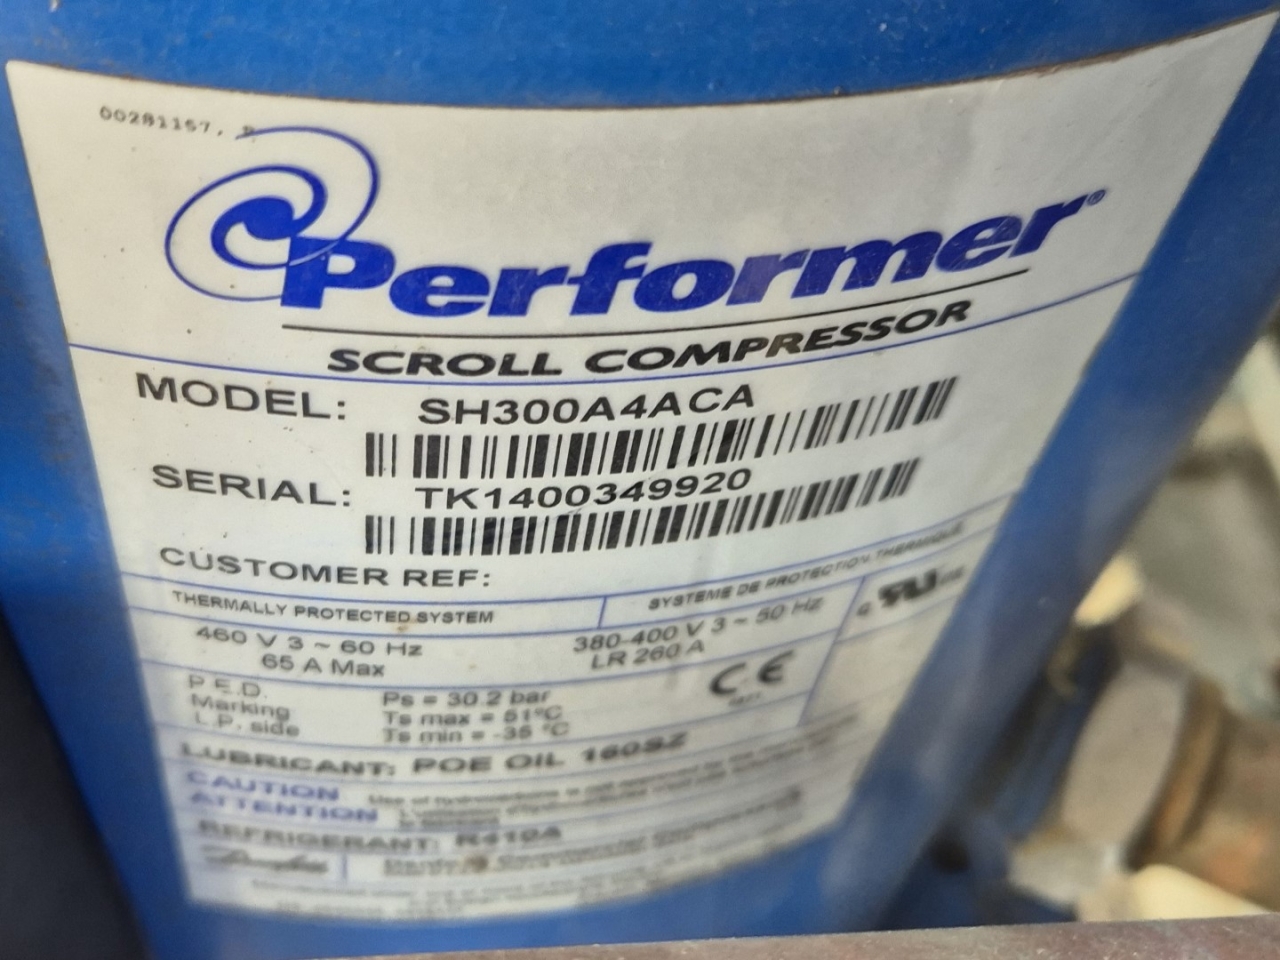 00281157,
Performer®
SCROLL COMPRESSOR
MODEL: SH300A4ACA
SERIAL: TK1400349920
CUSTOMER REF:
THERMALLY PROTECTED SYSTEM
SYSTEME DE PROTECTION THERMIQUE
460 V 3 ~ 60 Hz
65 A Max
380-400 V 3 ~ 50 Hz
LR 260 A
P.E.D.
Marking
L.P. side
Ps = 30.2 bar
Ts max = 51°C
Ts min = -35 °C
CE
LUBRICANT: POE OIL 160SZ
CAUTION
ATTENTION
REFRIGERANT: R410A
Danfoss